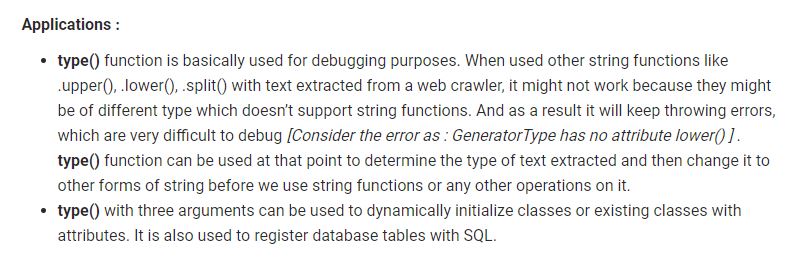 Applications :
• type() function is basically used for debugging purposes. When used other string functions like
.upper(), .lower(), .split() with text extracted from a web crawler, it might not work because they might
be of different type which doesn't support string functions. And as a result it will keep throwing errors,
which are very difficult to debug [Consider the error as : GeneratorType has no attribute lower() ] .
type() function can be used at that point to determine the type of text extracted and then change it to
other forms of string before we use string functions or any other operations on it.
• type() with three arguments can be used to dynamically initialize classes or existing classes with
attributes. It is also used to register database tables with SQL.